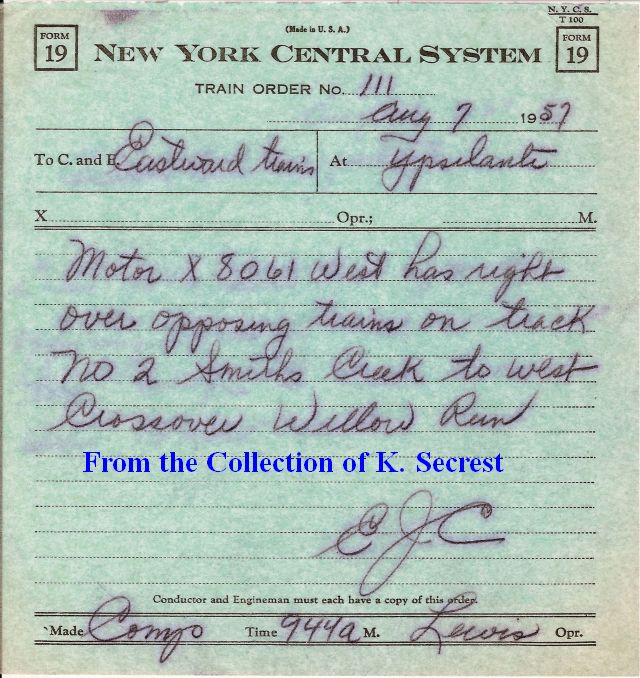 N. Y. C. S.
T 100
(Made in U. S. A.)
FORM
19
NEW YORK CENTRAL SYSTEM
FORM
19
TRAIN ORDER No. 111
Aug 7 1957
To C. and E Eastward trains At Ypsilanti
X Opr.; M.
Motor X 8061 West has right
over opposing trains on track
No 2 Smiths Creek to west
Crossover Willow Run
From the Collection of K. Secrest
EJC
Conductor and Engineman must each have a copy of this order.
Made Comp Time 944a M. Lewis Opr.